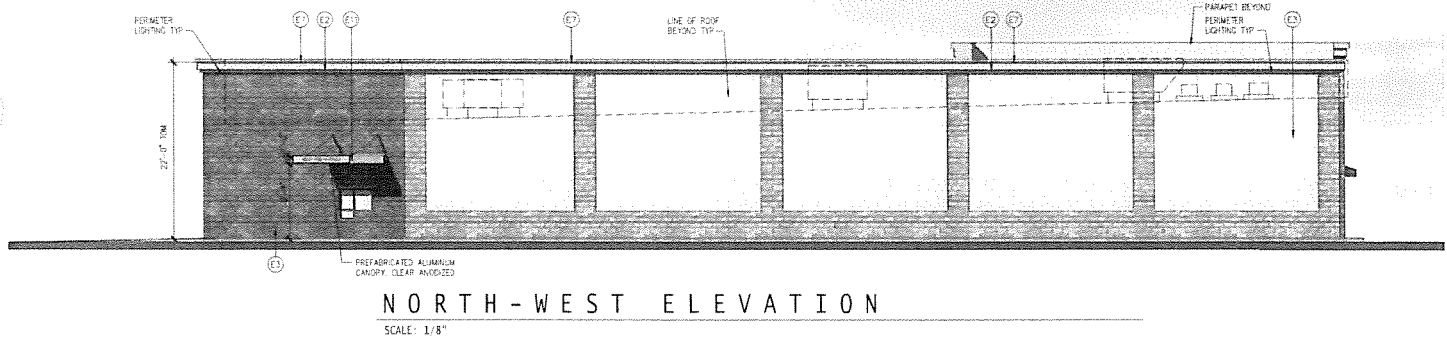 PERIMETER
LIGHTING TYP
E1
E2
E11
E7
LINE OF ROOF
BEYOND TYP
E2
E7
PARAPET BEYOND
PERIMETER
LIGHTING TYP
E3
22'-0" TOM
E3
PREFABRICATED ALUMINUM
CANOPY, CLEAR ANODIZED
NORTH-WEST ELEVATION
SCALE: 1/8"